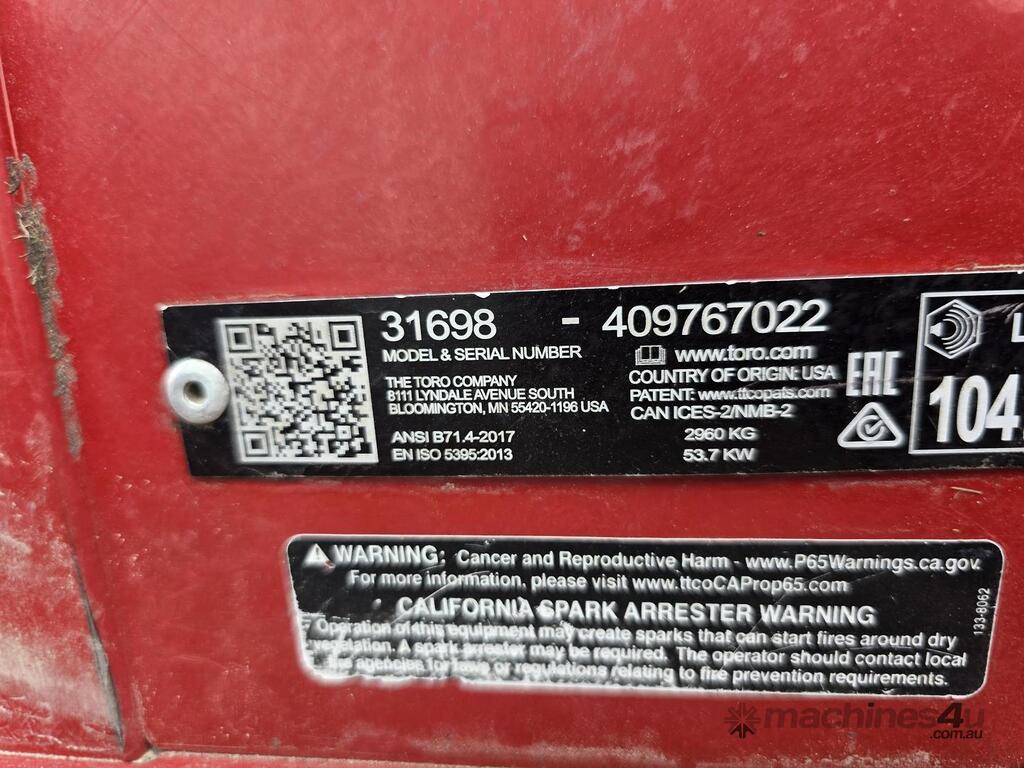 31698 - 409767022
MODEL & SERIAL NUMBER
THE TORO COMPANY
8111 LYNDALE AVENUE SOUTH
BLOOMINGTON, MN 55420-1196 USA
ANSI B71.4-2017
EN ISO 5395:2013
www.toro.com
COUNTRY OF ORIGIN: USA
PATENT: www.ttcopats.com
CAN ICES-2/NMB-2
2960 KG
53.7 KW
EAC
L
104
WARNING: Cancer and Reproductive Harm - www.P65Warnings.ca.gov
For more information, please visit www.ttcoCAProp65.com
CALIFORNIA SPARK ARRESTER WARNING
Operation of this equipment may create sparks that can start fires around dry
vegetation. A spark arrester may be required. The operator should contact local
fire agencies for laws or regulations relating to fire prevention requirements.
133-8062
machines4u
.com.au